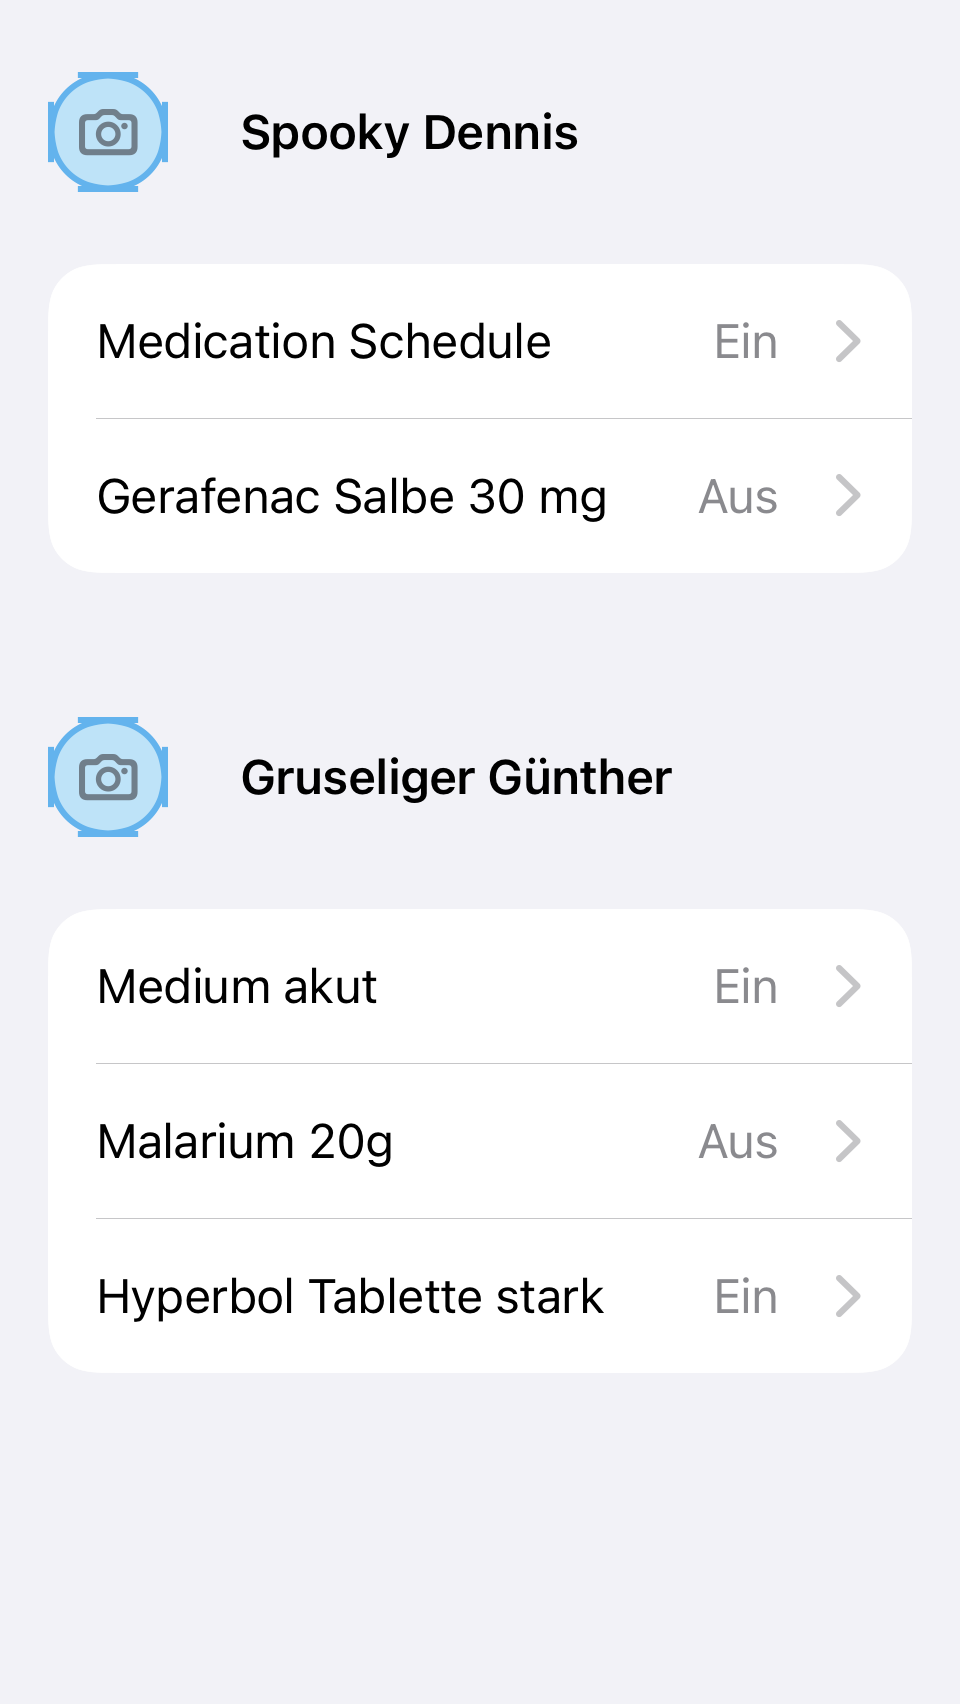 Spooky Dennis
Medication Schedule Ein
Gerafenac Salbe 30 mg Aus
Gruseliger Günther
Medium akut Ein
Malarium 20g Aus
Hyperbol Tablette stark Ein